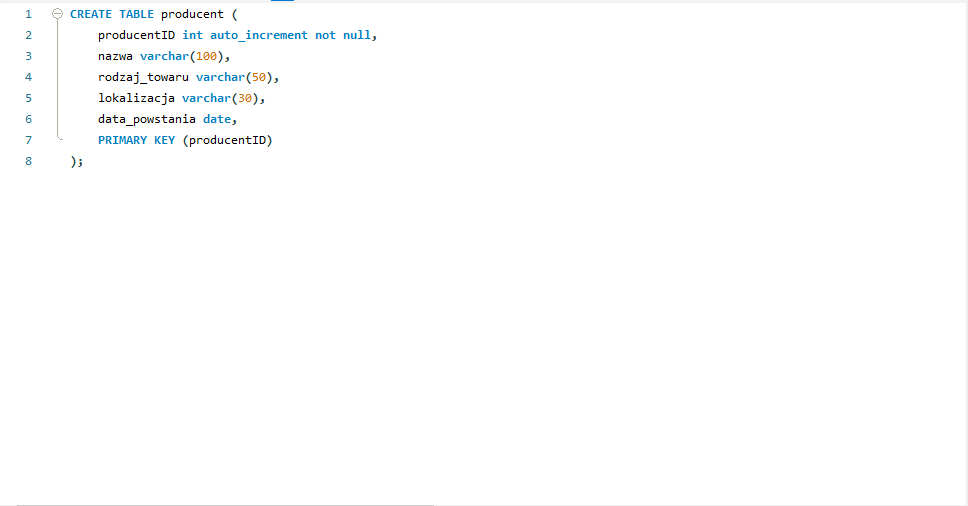 1 CREATE TABLE producent (
2 producentID int auto_increment not null,
3 nazwa varchar(100),
4 rodzaj_towaru varchar(50),
5 lokalizacja varchar(30),
6 data_powstania date,
7 PRIMARY KEY (producentID)
8 );